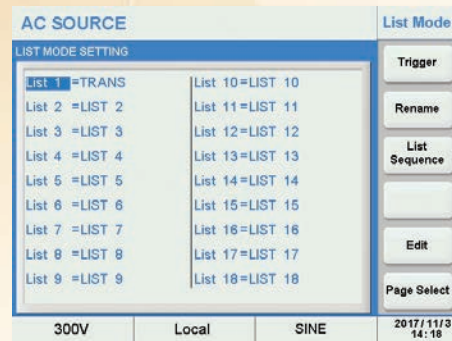 AC SOURCE
List Mode
LIST MODE SETTING
List 1 =TRANS
List 2 =LIST 2
List 3 =LIST 3
List 4 =LIST 4
List 5 =LIST 5
List 6 =LIST 6
List 7 =LIST 7
List 8 =LIST 8
List 9 =LIST 9
List 10=LIST 10
List 11=LIST 11
List 12=LIST 12
List 13=LIST 13
List 14=LIST 14
List 15=LIST 15
List 16=LIST 16
List 17=LIST 17
List 18=LIST 18
Trigger
Rename
List
Sequence
Edit
Page Select
300V
Local
SINE
2017/11/3
14:18